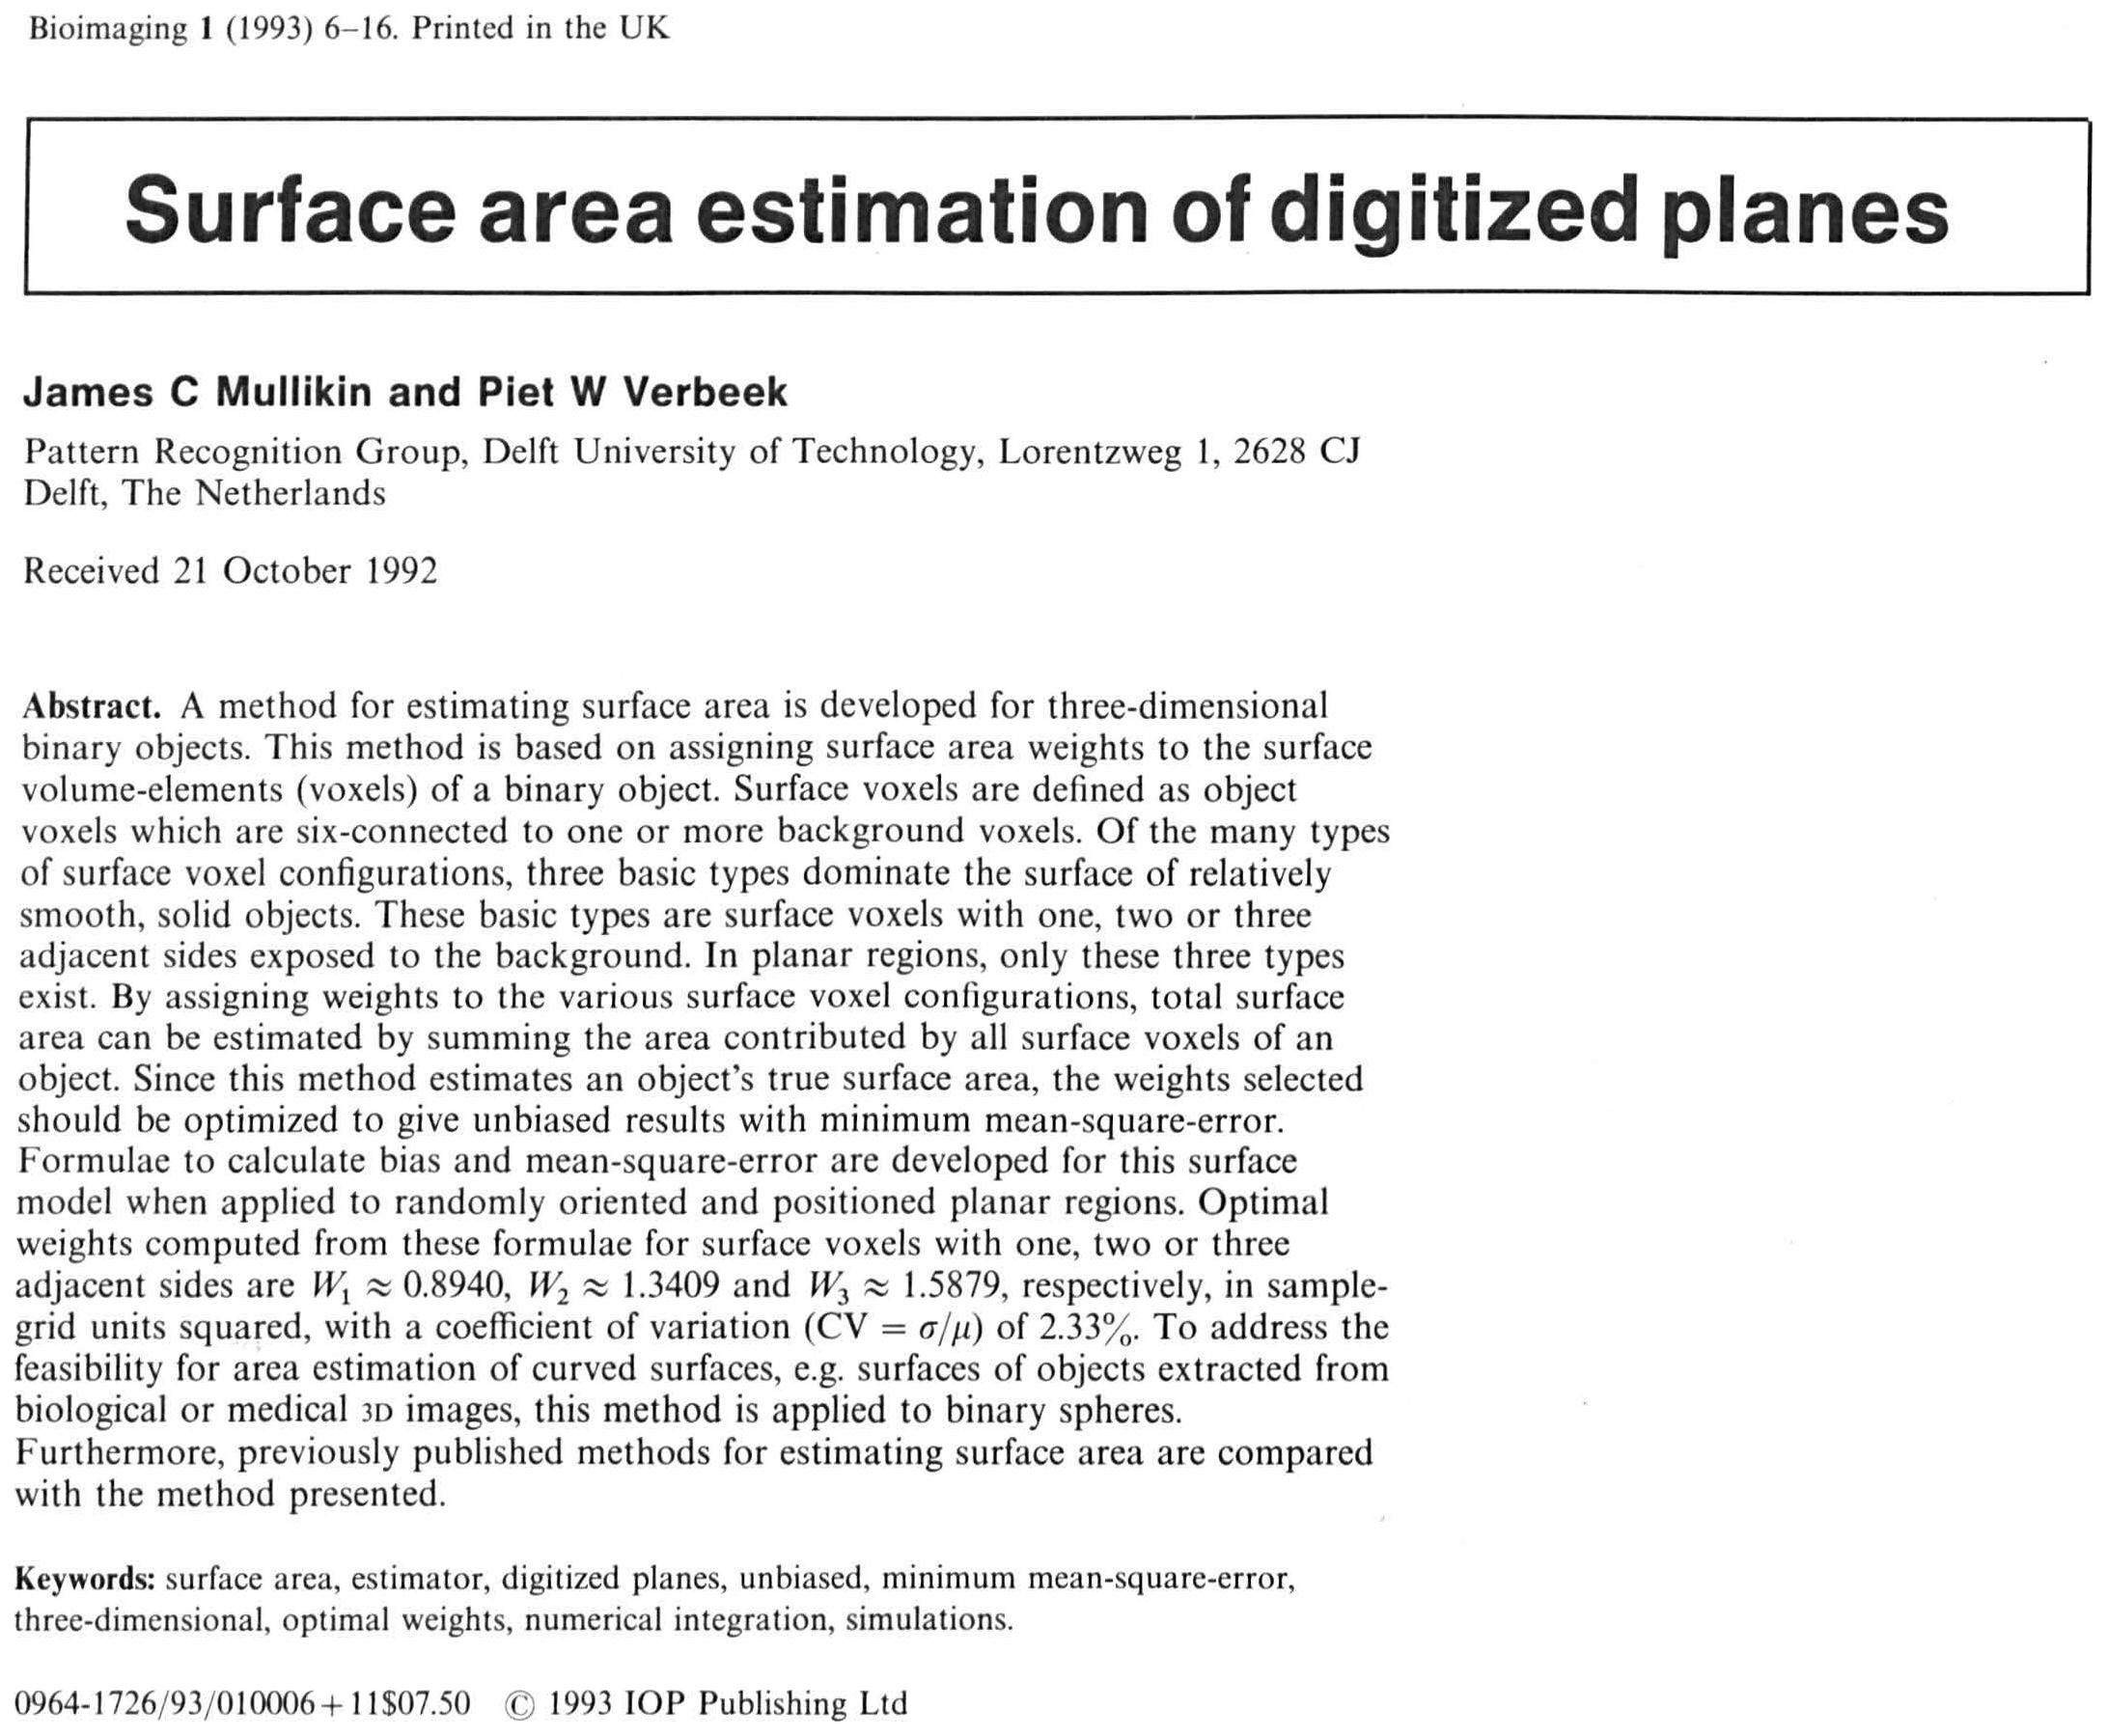 Bioimaging 1 (1993) 6–16. Printed in the UK
Surface area estimation of digitized planes
James C Mullikin and Piet W Verbeek
Pattern Recognition Group, Delft University of Technology, Lorentzweg 1, 2628 CJ
Delft, The Netherlands
Received 21 October 1992
Abstract. A method for estimating surface area is developed for three-dimensional
binary objects. This method is based on assigning surface area weights to the surface
volume-elements (voxels) of a binary object. Surface voxels are defined as object
voxels which are six-connected to one or more background voxels. Of the many types
of surface voxel configurations, three basic types dominate the surface of relatively
smooth, solid objects. These basic types are surface voxels with one, two or three
adjacent sides exposed to the background. In planar regions, only these three types
exist. By assigning weights to the various surface voxel configurations, total surface
area can be estimated by summing the area contributed by all surface voxels of an
object. Since this method estimates an object's true surface area, the weights selected
should be optimized to give unbiased results with minimum mean-square-error.
Formulae to calculate bias and mean-square-error are developed for this surface
model when applied to randomly oriented and positioned planar regions. Optimal
weights computed from these formulae for surface voxels with one, two or three
adjacent sides are W₁ ≈ 0.8940, W₂ ≈ 1.3409 and W₃ ≈ 1.5879, respectively, in sample-
grid units squared, with a coefficient of variation (CV = σ/μ) of 2.33%. To address the
feasibility for area estimation of curved surfaces, e.g. surfaces of objects extracted from
biological or medical 3D images, this method is applied to binary spheres.
Furthermore, previously published methods for estimating surface area are compared
with the method presented.
Keywords: surface area, estimator, digitized planes, unbiased, minimum mean-square-error,
three-dimensional, optimal weights, numerical integration, simulations.
0964-1726/93/010006+11$07.50 © 1993 IOP Publishing Ltd